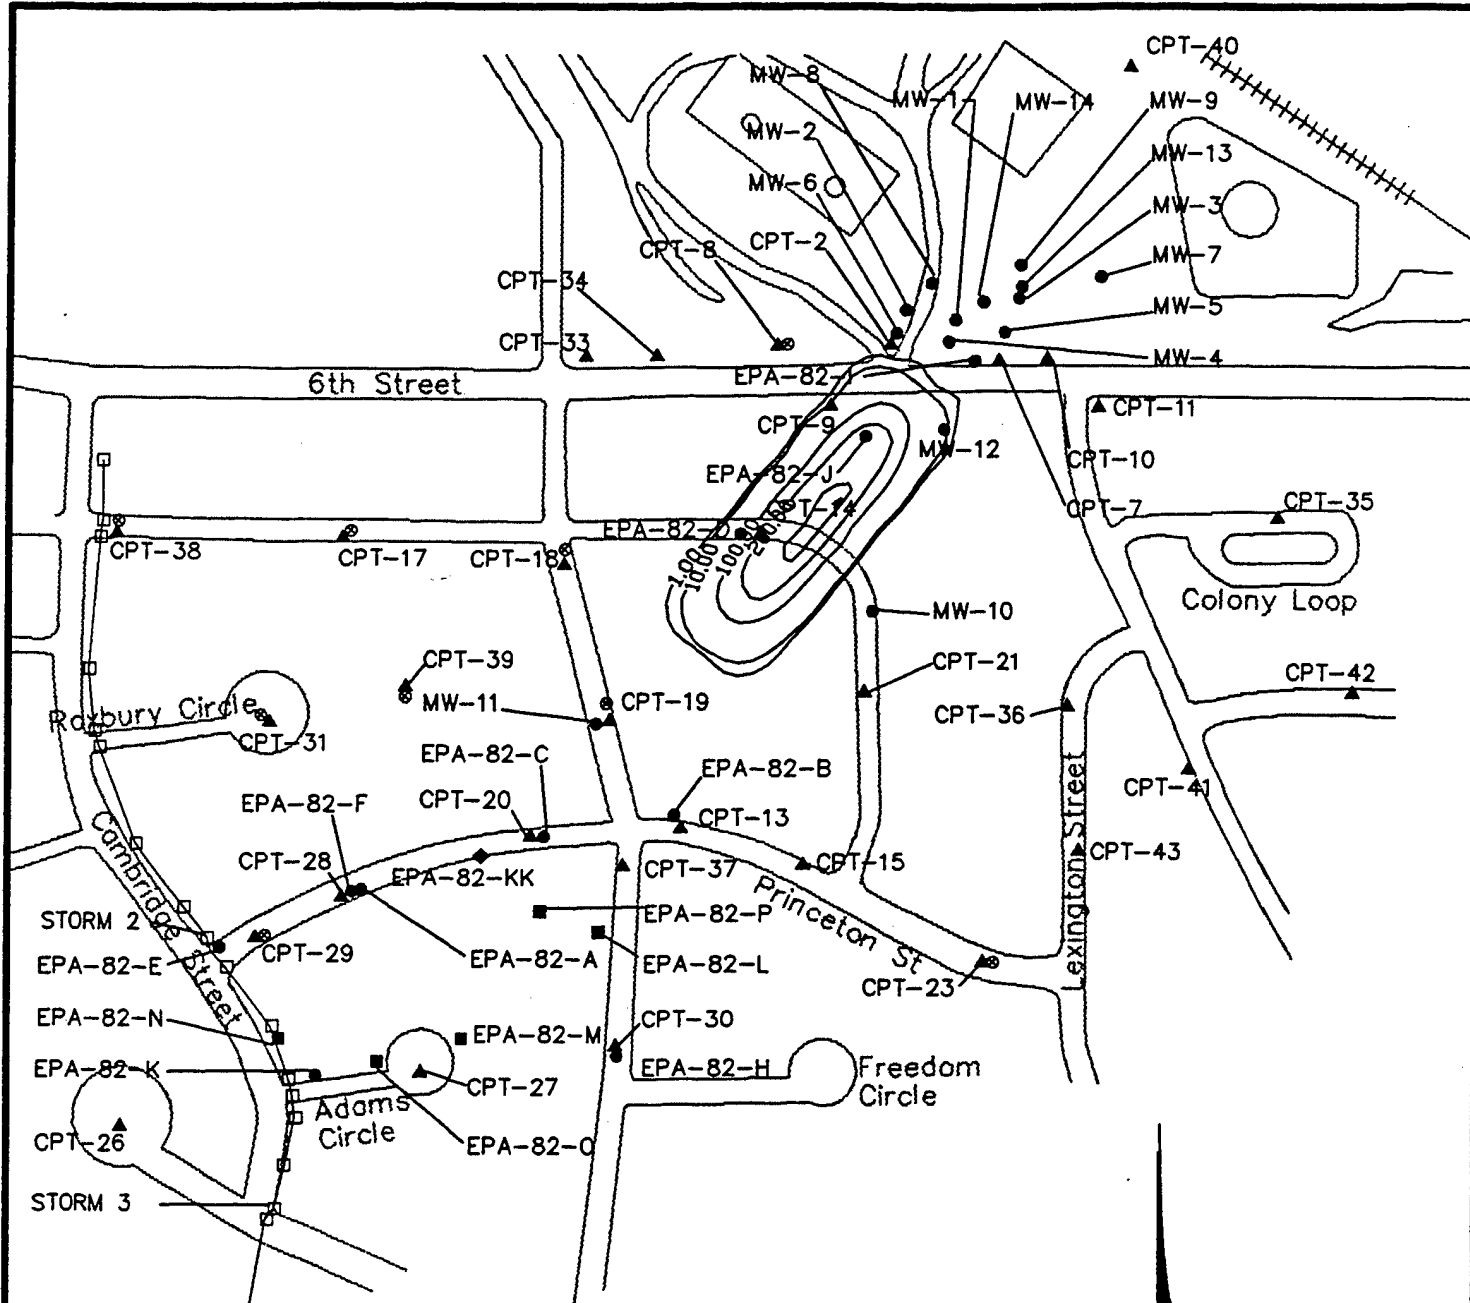 CPT-40
MW-8
MW-1
MW-14
MW-9
MW-2
MW-13
MW-6
MW-3
CPT-8
CPT-2
MW-7
CPT-34
MW-5
CPT-33
MW-4
6th Street
EPA-82-I
CPT-9
CPT-11
MW-12
CPT-10
EPA-82-J
CPT-14
CPT-7
CPT-35
EPA-82-D
CPT-38
CPT-17
CPT-18
1.00
10.00
100.00
Colony Loop
MW-10
CPT-39
CPT-21
CPT-42
MW-11
CPT-19
CPT-36
Roxbury Circle
CPT-31
EPA-82-C
EPA-82-B
CPT-41
EPA-82-F
CPT-20
CPT-13
Lexington Street
CPT-28
EPA-82-KK
CPT-37
CPT-15
CPT-43
Cambridge Street
Princeton St
STORM 2
EPA-82-P
EPA-82-E
CPT-29
EPA-82-A
EPA-82-L
CPT-23
EPA-82-N
EPA-82-M
CPT-30
EPA-82-K
CPT-27
EPA-82-H
Freedom
Circle
Adams
Circle
CPT-26
EPA-82-O
STORM 3